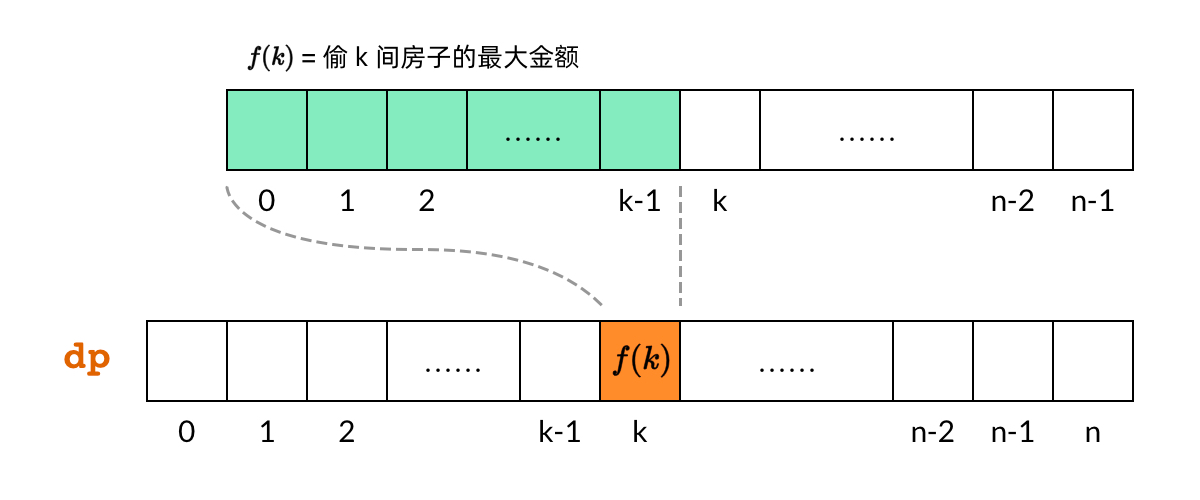 f(k) = 偷 k 间房子的最大金额
...... ......
0 1 2 k-1 k n-2 n-1
dp ...... f(k) ......
0 1 2 k-1 k n-2 n-1 n